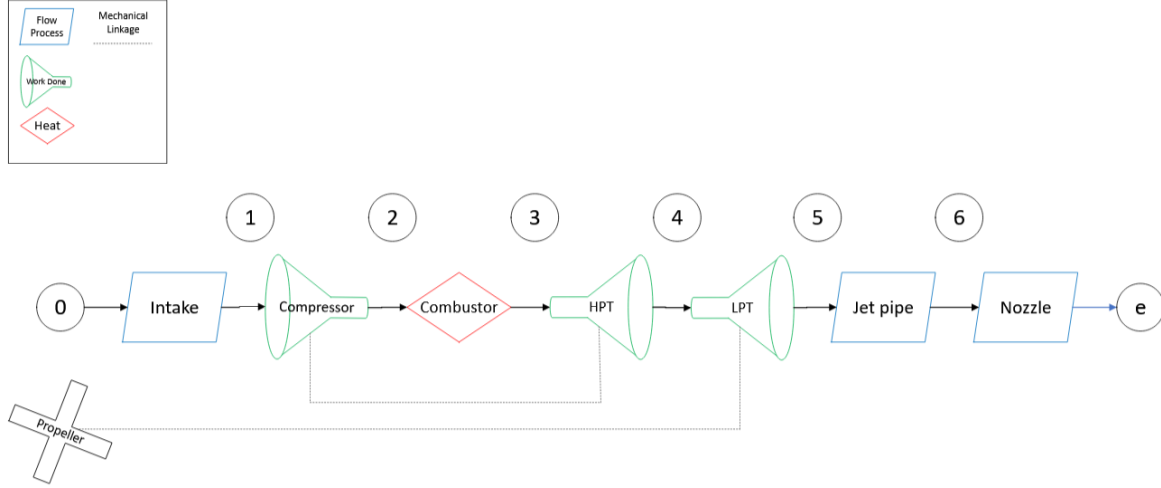 Flow
Process
Mechanical
Linkage
Work Done
Heat
1
2
3
4
5
6
0
Intake
Compressor
Combustor
HPT
LPT
Jet pipe
Nozzle
e
Propeller